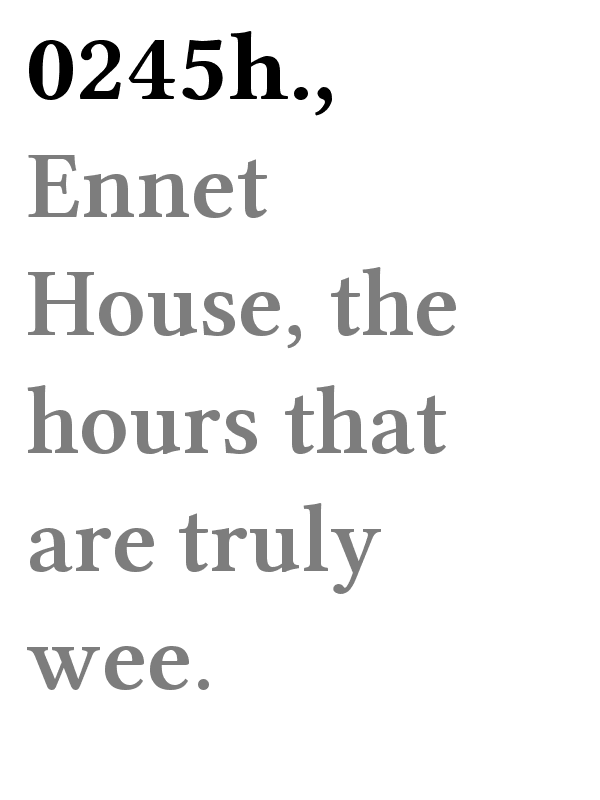 0245h.,
Ennet
House, the
hours that
are truly
wee.